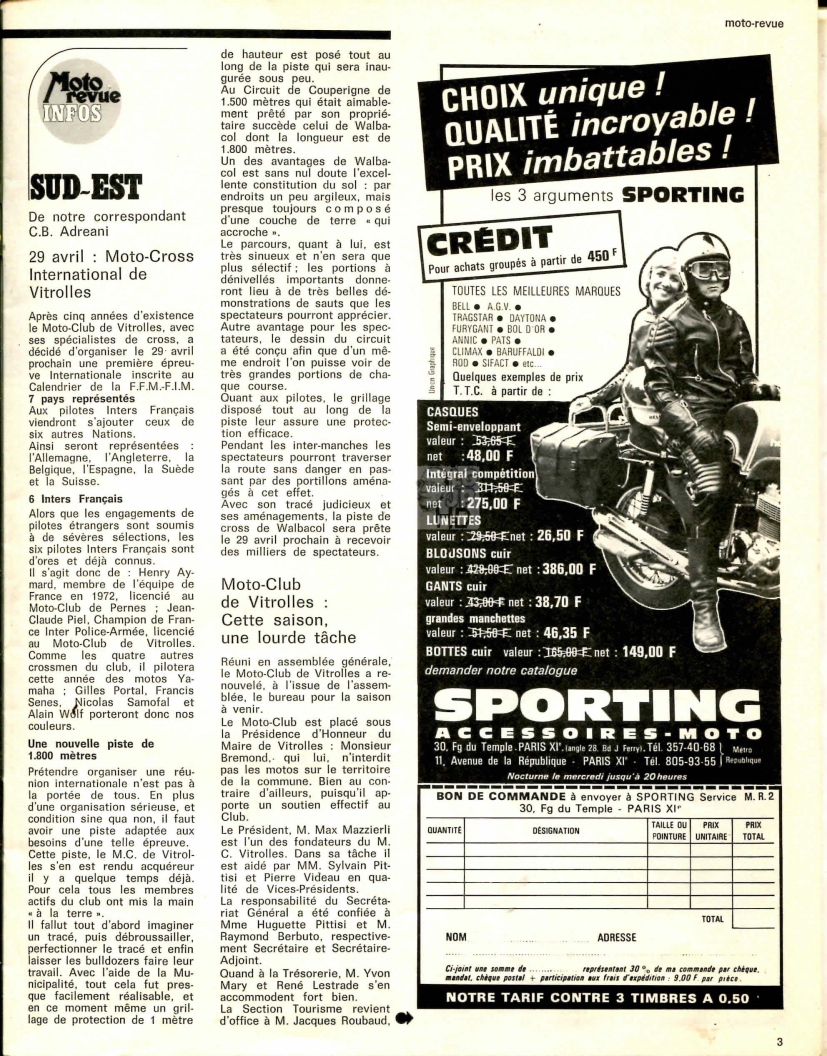 moto-revue
Moto
revue
INFOS
SUD-EST
De notre correspondant
C.B. Adreani
29 avril : Moto-Cross
International de
Vitrolles
Après cinq années d'existence
le Moto-Club de Vitrolles, avec
ses spécialistes de cross, a
décidé d'organiser le 29 avril
prochain une première épreu-
ve Internationale inscrite au
Calendrier de la F.F.M.-F.I.M.
7 pays représentés
Aux pilotes Inters Français
viendront s'ajouter ceux de
six autres Nations.
Ainsi seront représentées :
l'Allemagne, l'Angleterre, la
Belgique, l'Espagne, la Suède
et la Suisse.
6 Inters Français
Alors que les engagements de
pilotes étrangers sont soumis
à de sévères sélections, les
six pilotes Inters Français sont
d'ores et déjà connus.
Il s'agit donc de : Henry Ay-
mard, membre de l'équipe de
France en 1972, licencié au
Moto-Club de Pernes ; Jean-
Claude Piel, Champion de Fran-
ce Inter Police-Armée, licencié
au Moto-Club de Vitrolles.
Comme les quatre autres
crossmen du club, il pilotera
cette année des motos Ya-
maha ; Gilles Portal, Francis
Senes, Nicolas Samofal et
Alain Wolf porteront donc nos
couleurs.
Une nouvelle piste de
1.800 mètres
Prétendre organiser une réu-
nion internationale n'est pas à
la portée de tous. En plus
d'une organisation sérieuse, et
condition sine qua non, il faut
avoir une piste adaptée aux
besoins d'une telle épreuve.
Cette piste, le M.C. de Vitrol-
les s'en est rendu acquéreur
il y a quelque temps déjà.
Pour cela tous les membres
actifs du club ont mis la main
« à la terre ».
Il fallut tout d'abord imaginer
un tracé, puis débroussailler,
perfectionner le tracé et enfin
laisser les bulldozers faire leur
travail. Avec l'aide de la Mu-
nicipalité, tout cela fut pres-
que facilement réalisable, et
en ce moment même un gril-
lage de protection de 1 mètre
de hauteur est posé tout au
long de la piste qui sera inau-
gurée sous peu.
Au Circuit de Couperigne de
1.500 mètres qui était aimable-
ment prêté par son proprié-
taire succède celui de Walba-
col dont la longueur est de
1.800 mètres.
Un des avantages de Walba-
col est sans nul doute l'excel-
lente constitution du sol : par
endroits un peu argileux, mais
presque toujours composé
d'une couche de terre « qui
accroche ».
Le parcours, quant à lui, est
très sinueux et n'en sera que
plus sélectif ; les portions à
dénivellés importants donne-
ront lieu à de très belles dé-
monstrations de sauts que les
spectateurs pourront apprécier.
Autre avantage pour les spec-
tateurs, le dessin du circuit
a été conçu afin que d'un mê-
me endroit l'on puisse voir de
très grandes portions de cha-
que course.
Quant aux pilotes, le grillage
disposé tout au long de la
piste leur assure une protec-
tion efficace.
Pendant les inter-manches les
spectateurs pourront traverser
la route sans danger en pas-
sant par des portillons aména-
gés à cet effet.
Avec son tracé judicieux et
ses aménagements, la piste de
cross de Walbacol sera prête
le 29 avril prochain à recevoir
des milliers de spectateurs.
Moto-Club
de Vitrolles :
Cette saison,
une lourde tâche
Réuni en assemblée générale,
le Moto-Club de Vitrolles a re-
nouvelé, à l'issue de l'assem-
blée, le bureau pour la saison
à venir.
Le Moto-Club est placé sous
la Présidence d'Honneur du
Maire de Vitrolles : Monsieur
Bremond, qui lui, n'interdit
pas les motos sur le territoire
de la commune. Bien au con-
traire d'ailleurs, puisqu'il ap-
porte un soutien effectif au
Club.
Le Président, M. Max Mazzierli
est l'un des fondateurs du M.
C. Vitrolles. Dans sa tâche il
est aidé par MM. Sylvain Pit-
tisi et Pierre Videau en qua-
lité de Vices-Présidents.
La responsabilité du Secréta-
riat Général a été confiée à
Mme Huguette Pittisi et M.
Raymond Berbuto, respective-
ment Secrétaire et Secrétaire-
Adjoint.
Quand à la Trésorerie, M. Yvon
Mary et René Lestrade s'en
accommodent fort bien.
La Section Tourisme revient
d'office à M. Jacques Roubaud,
CHOIX unique !
QUALITÉ incroyable !
PRIX imbattables !
les 3 arguments SPORTING
CRÉDIT
Pour achats groupés à partir de 450 F
TOUTES LES MEILLEURES MARQUES
BELL ● A.G.V. ●
TRAGSTAR ● DAYTONA ●
FURYGANT ● BOL D'OR ●
ANNIC ● PATS ●
CLIMAX ● BARUFFALDI ●
ROD ● SIFACT ● etc...
Quelques exemples de prix
T.T.C. à partir de :
Union Graphique
CASQUES
Semi-enveloppant
valeur : 53,65 F
net : 48,00 F
Intégral compétition
valeur : 311,50 F
net : 275,00 F
LUNETTES
valeur : 29,50 F net : 26,50 F
BLOUSONS cuir
valeur : 428,00 F net : 386,00 F
GANTS cuir
valeur : 43,00 F net : 38,70 F
grandes manchettes
valeur : 51,50 F net : 46,35 F
BOTTES cuir valeur : 165,00 F net : 149,00 F
demander notre catalogue
SPORTING
ACCESSOIRES-MOTO
30, Fg du Temple - PARIS XIe. (angle 28. Bd J Ferry). Tél. 357-40-68 Métro
11, Avenue de la République - PARIS XIe - Tél. 805-93-55 République
Nocturne le mercredi jusqu'à 20 heures
BON DE COMMANDE à envoyer à SPORTING Service M.R.2
30, Fg du Temple - PARIS XIe
QUANTITÉ DÉSIGNATION TAILLE OU POINTURE PRIX UNITAIRE PRIX TOTAL
TOTAL
NOM ADRESSE
Ci-joint une somme de ............ représentant 30 % de ma commande par chèque,
mandat, chèque postal + participation aux frais d'expédition : 9,00 F. par pièce.
NOTRE TARIF CONTRE 3 TIMBRES A 0.50
3